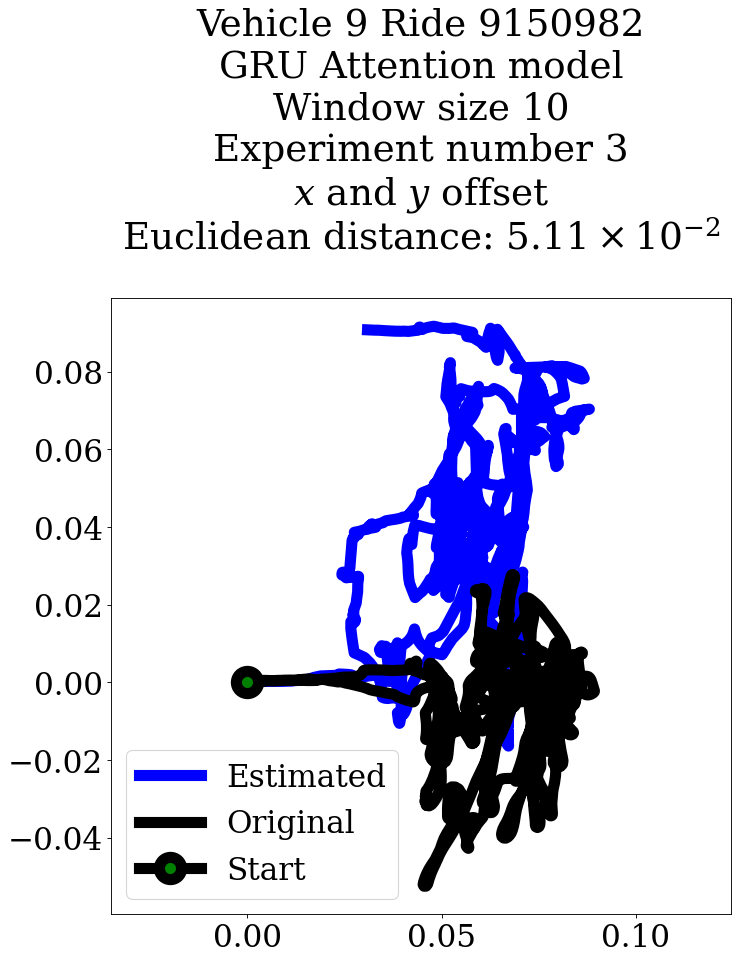 Vehicle 9 Ride 9150982
GRU Attention model
Window size 10
Experiment number 3
x and y offset
Euclidean distance: 5.11 × 10⁻²
0.08
0.06
0.04
0.02
0.00
−0.02
−0.04
Estimated
Original
Start
0.00 0.05 0.10